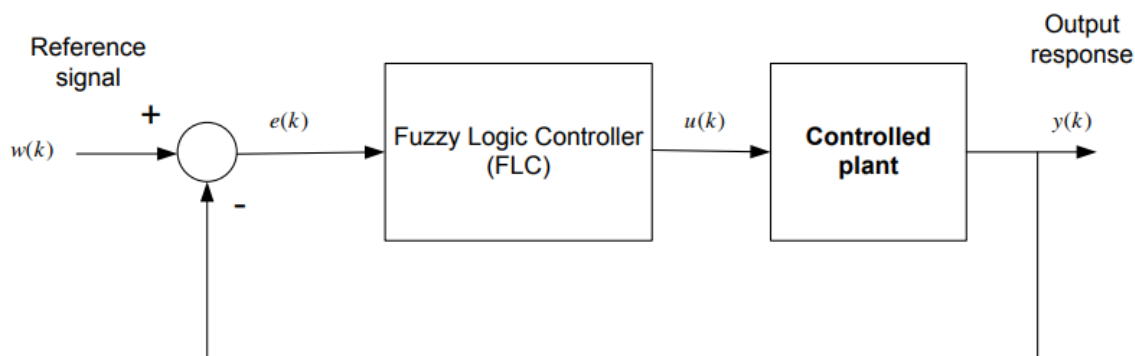 Reference
signal
+
w(k)
-
e(k)
Fuzzy Logic Controller
(FLC)
u(k)
Controlled
plant
Output
response
y(k)